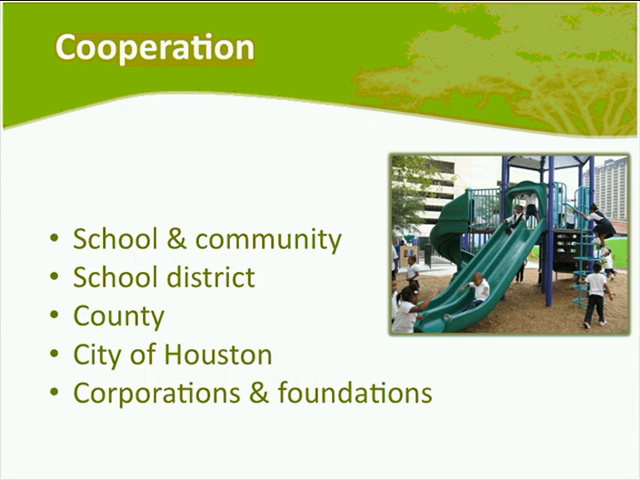 Cooperation
• School & community
• School district
• County
• City of Houston
• Corporations & foundations